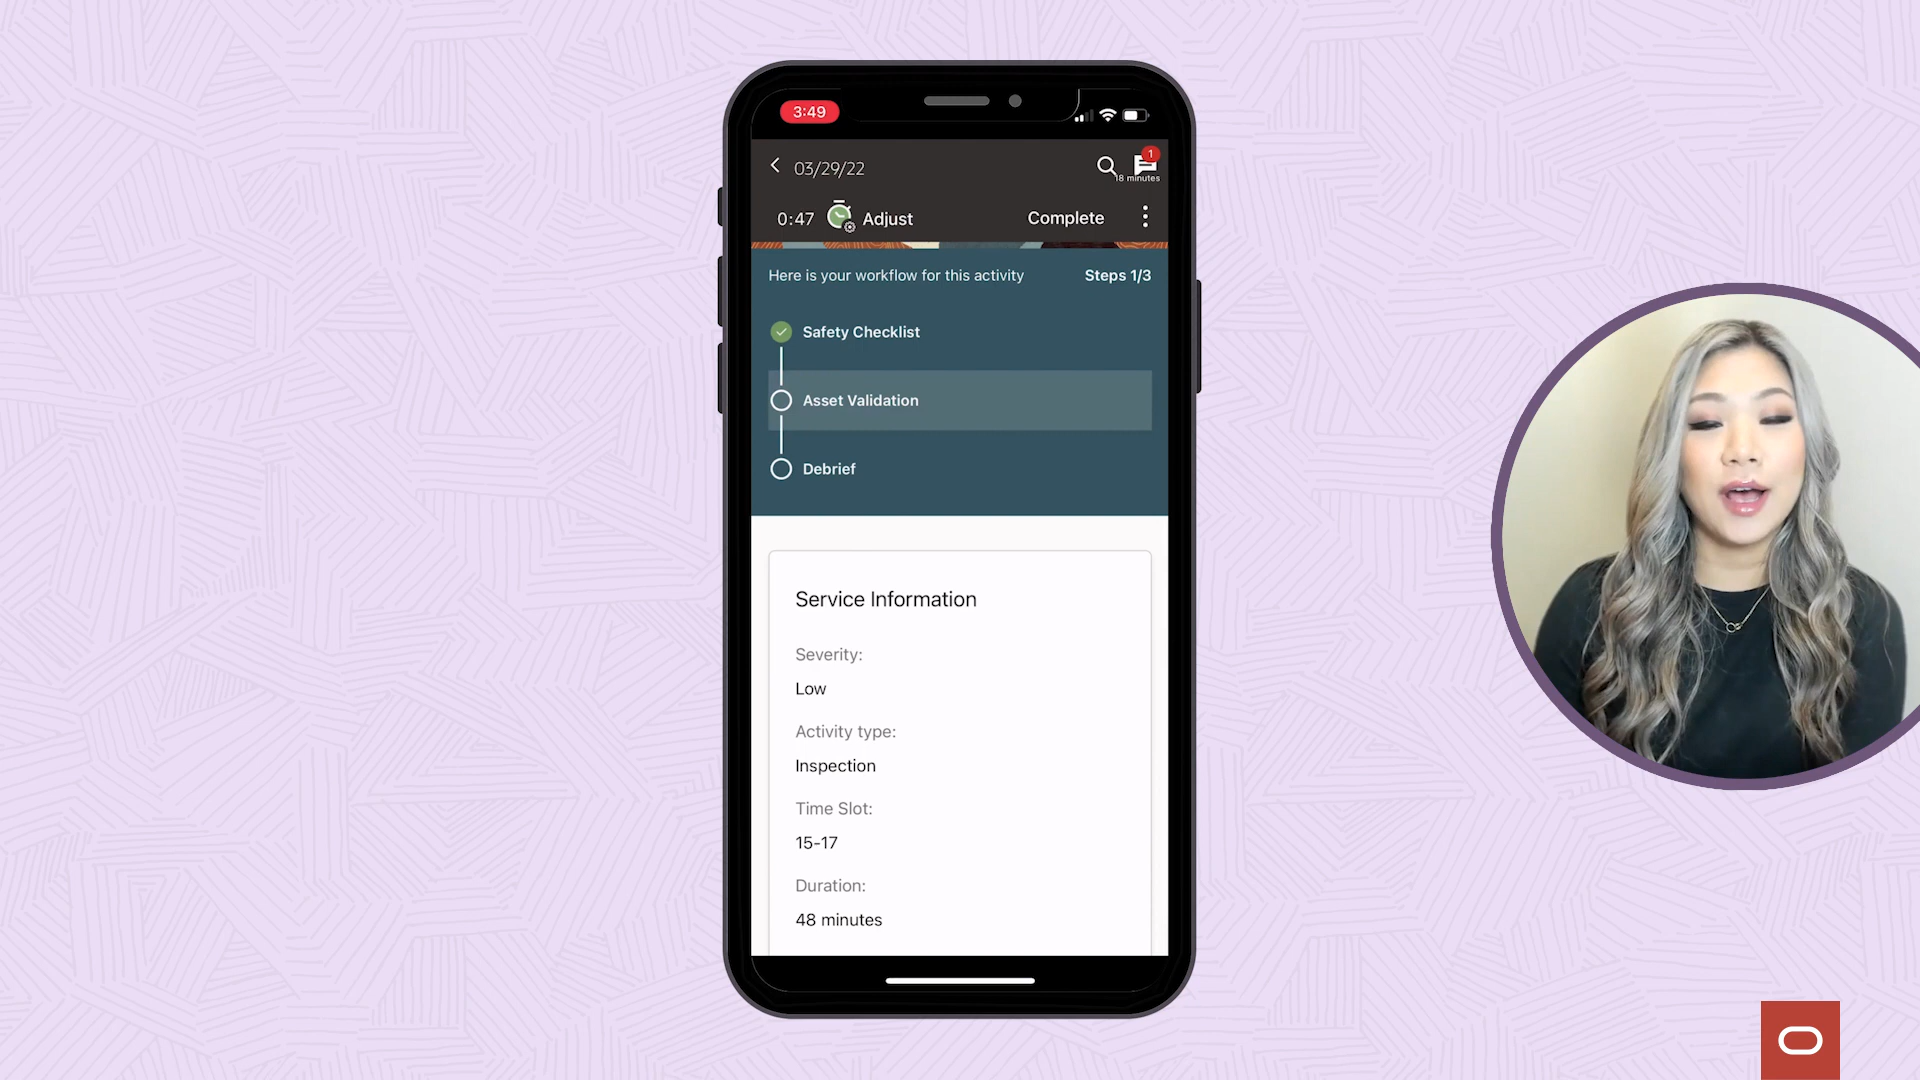 3:49
03/29/22
1
18 minutes
0:47 Adjust Complete
Here is your workflow for this activity Steps 1/3
Safety Checklist
Asset Validation
Debrief
Service Information
Severity:
Low
Activity type:
Inspection
Time Slot:
15-17
Duration:
48 minutes